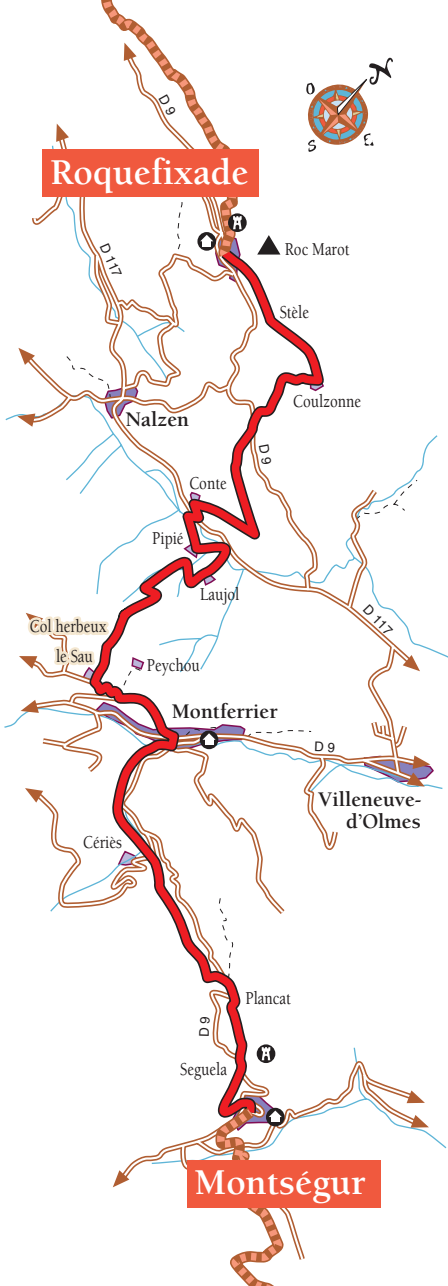 N
O
S
E
D 9
Roquefixade
D 117
Roc Marot
Stèle
Coulzonne
Nalzen
D 9
Conte
Pipié
Laujol
D 117
Col herbeux
le Sau
Peychou
Montferrier
D 9
Villeneuve-
d'Olmes
Cériès
Plancat
D 9
Seguela
Montségur